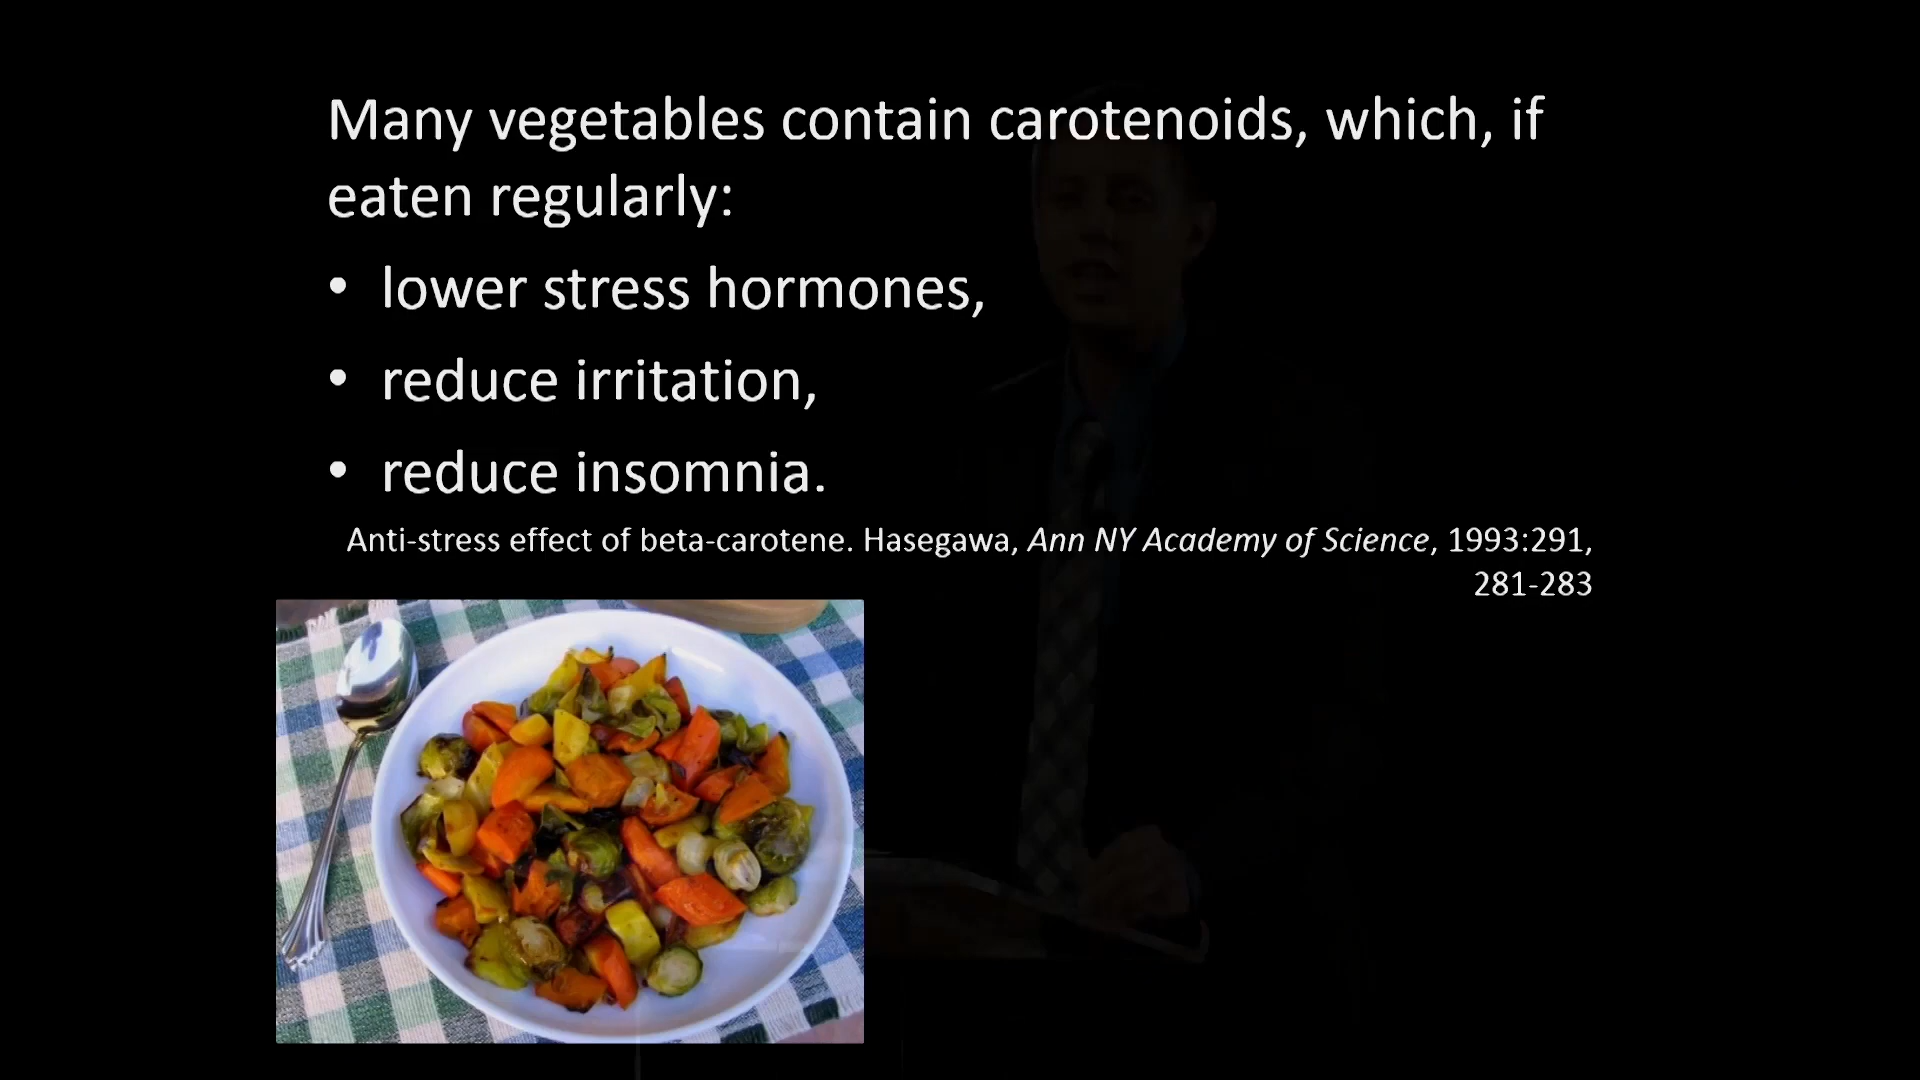 Many vegetables contain carotenoids, which, if
eaten regularly:
• lower stress hormones,
• reduce irritation,
• reduce insomnia.
Anti-stress effect of beta-carotene. Hasegawa, Ann NY Academy of Science, 1993:291,
281-283